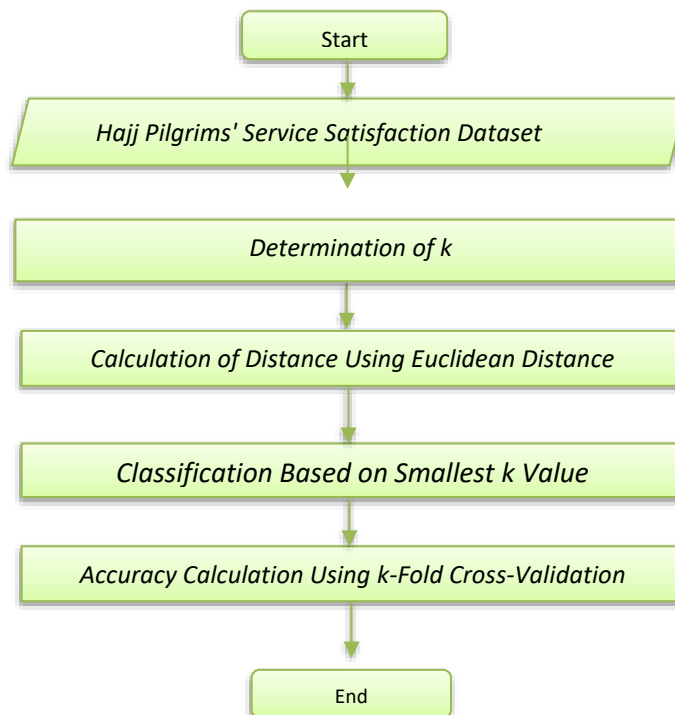 Start
Hajj Pilgrims' Service Satisfaction Dataset
Determination of k
Calculation of Distance Using Euclidean Distance
Classification Based on Smallest k Value
Accuracy Calculation Using k-Fold Cross-Validation
End